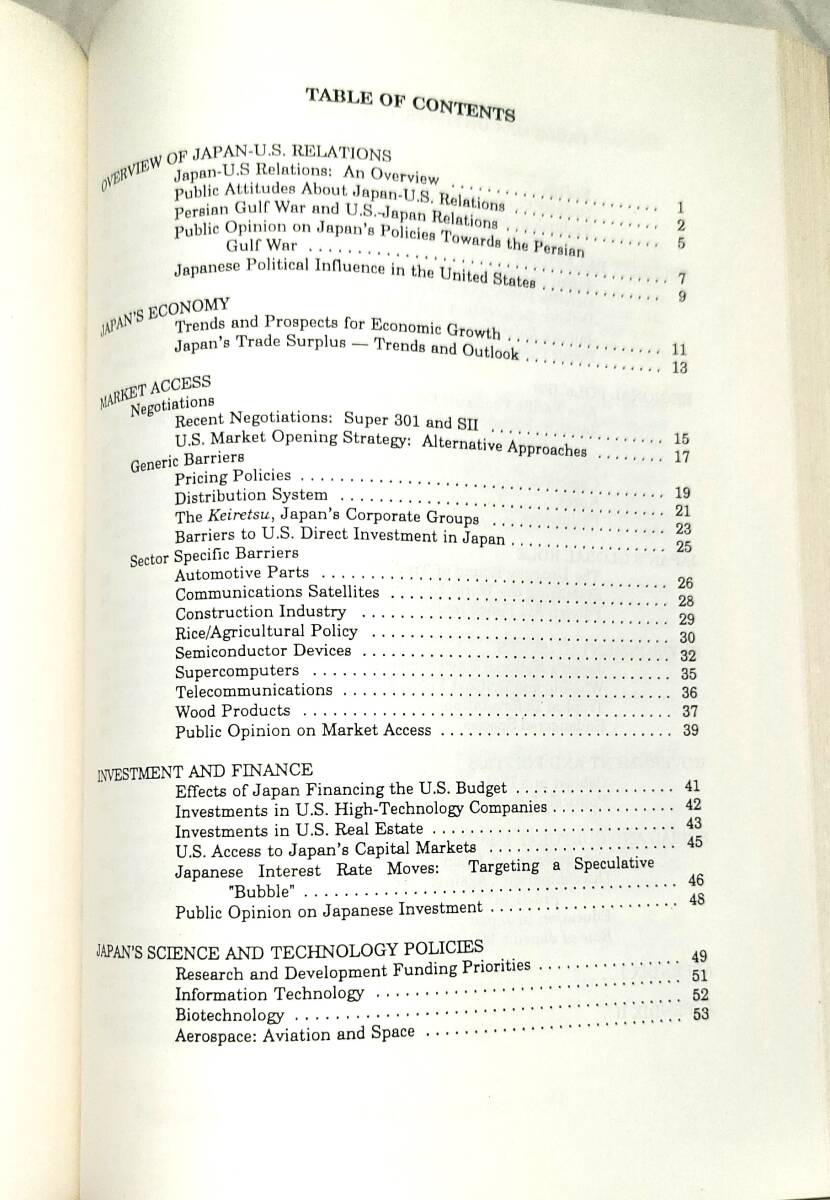 TABLE OF CONTENTS
OVERVIEW OF JAPAN-U.S. RELATIONS
Japan-U.S Relations: An Overview . . . . . . . . . . . . . . . . . . . . . . . 1
Public Attitudes About Japan-U.S. Relations . . . . . . . . . . . . . . . . 2
Persian Gulf War and U.S.-Japan Relations . . . . . . . . . . . . . . . . . 5
Public Opinion on Japan's Policies Towards the Persian
Gulf War . . . . . . . . . . . . . . . . . . . . . . . . . . . . . . . . . . . . . 7
Japanese Political Influence in the United States . . . . . . . . . . . . . 9
JAPAN'S ECONOMY
Trends and Prospects for Economic Growth . . . . . . . . . . . . . . . . . 11
Japan's Trade Surplus — Trends and Outlook . . . . . . . . . . . . . . . 13
MARKET ACCESS
Negotiations
Recent Negotiations: Super 301 and SII . . . . . . . . . . . . . . . . . . . 15
U.S. Market Opening Strategy: Alternative Approaches . . . . . . . . 17
Generic Barriers
Pricing Policies . . . . . . . . . . . . . . . . . . . . . . . . . . . . . . . . . . . . . 19
Distribution System . . . . . . . . . . . . . . . . . . . . . . . . . . . . . . . . . 21
The Keiretsu, Japan's Corporate Groups . . . . . . . . . . . . . . . . . . . 23
Barriers to U.S. Direct Investment in Japan . . . . . . . . . . . . . . . . 25
Sector Specific Barriers
Automotive Parts . . . . . . . . . . . . . . . . . . . . . . . . . . . . . . . . . . . 26
Communications Satellites . . . . . . . . . . . . . . . . . . . . . . . . . . . . 28
Construction Industry . . . . . . . . . . . . . . . . . . . . . . . . . . . . . . . 29
Rice/Agricultural Policy . . . . . . . . . . . . . . . . . . . . . . . . . . . . . . 30
Semiconductor Devices . . . . . . . . . . . . . . . . . . . . . . . . . . . . . . . 32
Supercomputers . . . . . . . . . . . . . . . . . . . . . . . . . . . . . . . . . . . . 35
Telecommunications . . . . . . . . . . . . . . . . . . . . . . . . . . . . . . . . . 36
Wood Products . . . . . . . . . . . . . . . . . . . . . . . . . . . . . . . . . . . . . 37
Public Opinion on Market Access . . . . . . . . . . . . . . . . . . . . . . . 39
INVESTMENT AND FINANCE
Effects of Japan Financing the U.S. Budget . . . . . . . . . . . . . . . . 41
Investments in U.S. High-Technology Companies . . . . . . . . . . . . . 42
Investments in U.S. Real Estate . . . . . . . . . . . . . . . . . . . . . . . . . 43
U.S. Access to Japan's Capital Markets . . . . . . . . . . . . . . . . . . . 45
Japanese Interest Rate Moves: Targeting a Speculative
"Bubble" . . . . . . . . . . . . . . . . . . . . . . . . . . . . . . . . . . . . . . 46
Public Opinion on Japanese Investment . . . . . . . . . . . . . . . . . . . 48
JAPAN'S SCIENCE AND TECHNOLOGY POLICIES
Research and Development Funding Priorities . . . . . . . . . . . . . . 49
Information Technology . . . . . . . . . . . . . . . . . . . . . . . . . . . . . . . 51
Biotechnology . . . . . . . . . . . . . . . . . . . . . . . . . . . . . . . . . . . . . . . 52
Aerospace: Aviation and Space . . . . . . . . . . . . . . . . . . . . . . . . . . 53